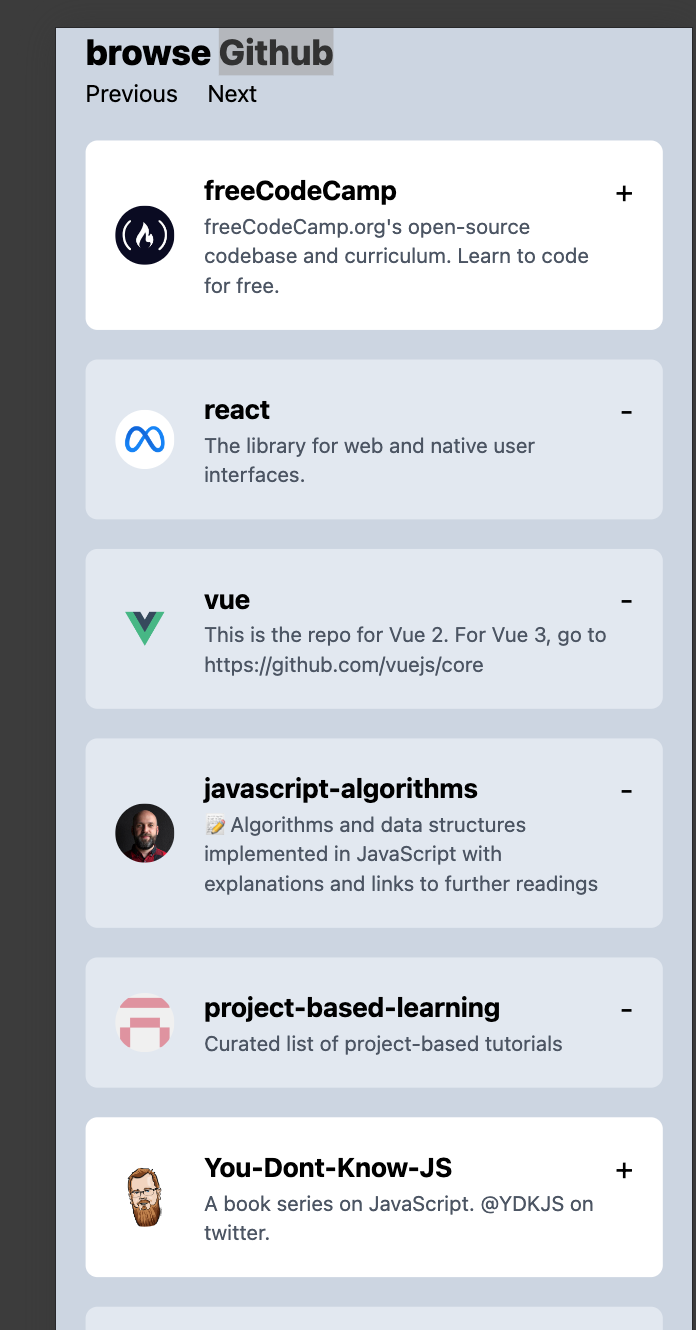 browse Github
Previous Next
freeCodeCamp +
freeCodeCamp.org's open-source
codebase and curriculum. Learn to code
for free.
react -
The library for web and native user
interfaces.
vue -
This is the repo for Vue 2. For Vue 3, go to
https://github.com/vuejs/core
javascript-algorithms -
📝 Algorithms and data structures
implemented in JavaScript with
explanations and links to further readings
project-based-learning -
Curated list of project-based tutorials
You-Dont-Know-JS +
A book series on JavaScript. @YDKJS on
twitter.